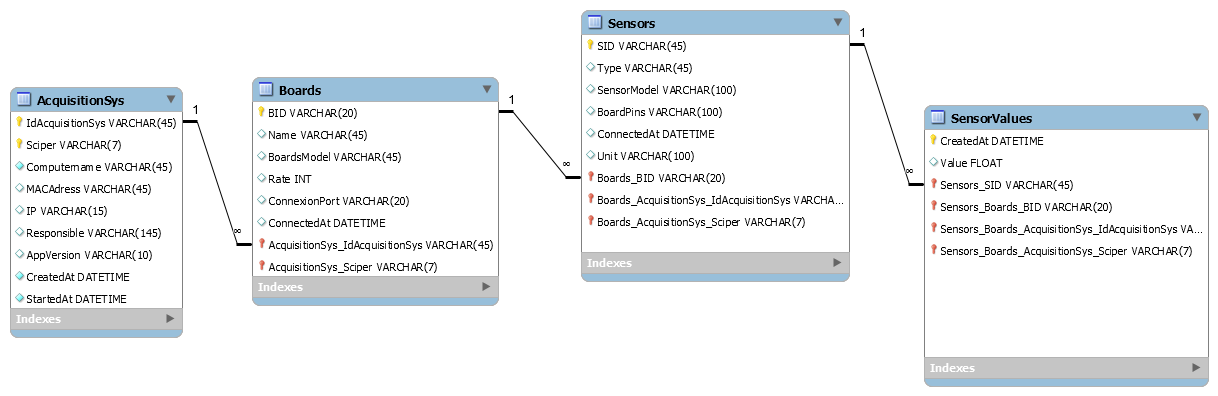 AcquisitionSys
IdAcquisitionSys VARCHAR(45)
Sciper VARCHAR(7)
Computername VARCHAR(45)
MACAdress VARCHAR(45)
IP VARCHAR(15)
Responsible VARCHAR(145)
AppVersion VARCHAR(10)
CreatedAt DATETIME
StartedAt DATETIME
Indexes
1
∞
Boards
BID VARCHAR(20)
Name VARCHAR(45)
BoardsModel VARCHAR(45)
Rate INT
ConnexionPort VARCHAR(20)
ConnectedAt DATETIME
AcquisitionSys_IdAcquisitionSys VARCHAR(45)
AcquisitionSys_Sciper VARCHAR(7)
Indexes
1
∞
Sensors
SID VARCHAR(45)
Type VARCHAR(45)
SensorModel VARCHAR(100)
BoardPins VARCHAR(100)
ConnectedAt DATETIME
Unit VARCHAR(100)
Boards_BID VARCHAR(20)
Boards_AcquisitionSys_IdAcquisitionSys VARCHA...
Boards_AcquisitionSys_Sciper VARCHAR(7)
Indexes
1
∞
SensorValues
CreatedAt DATETIME
Value FLOAT
Sensors_SID VARCHAR(45)
Sensors_Boards_BID VARCHAR(20)
Sensors_Boards_AcquisitionSys_IdAcquisitionSys VA...
Sensors_Boards_AcquisitionSys_Sciper VARCHAR(7)
Indexes